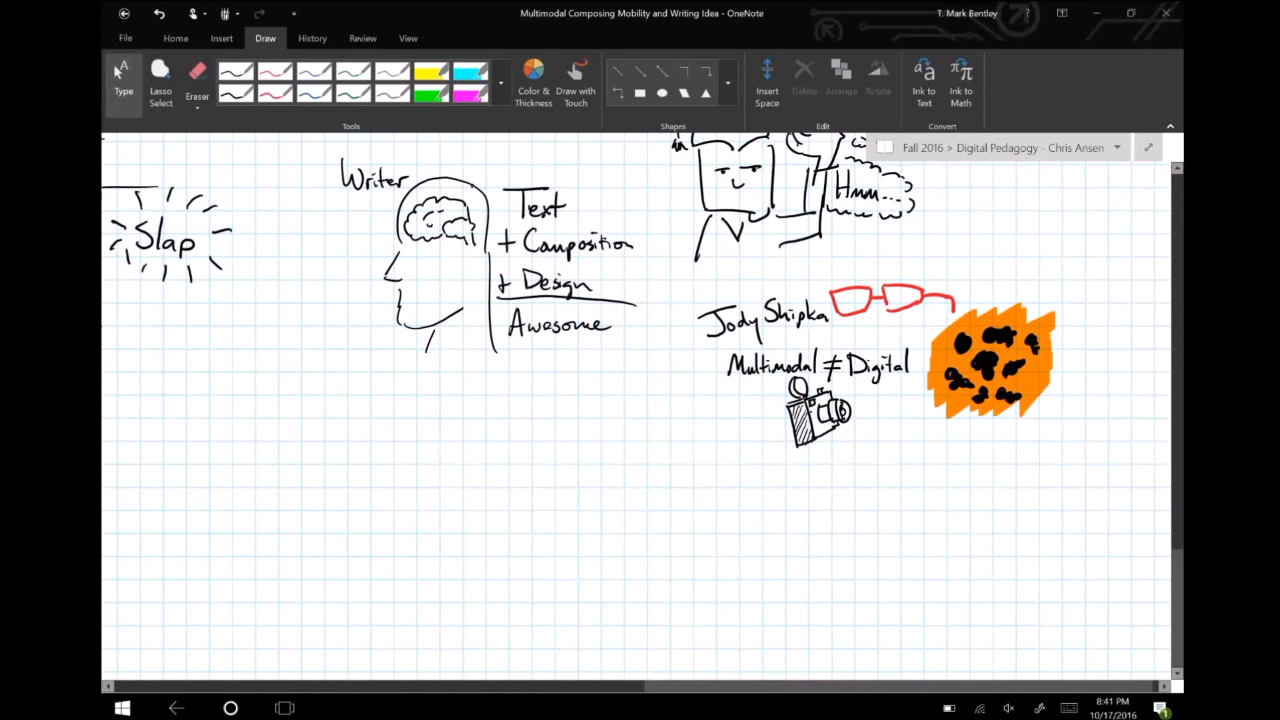 Multimodal Composing Mobility and Writing Idea - OneNote
T. Mark Bentley
?
File
Home
Insert
Draw
History
Review
View
Type
Lasso Select
Eraser
Color & Thickness
Draw with Touch
Insert Space
Delete
Arrange
Rotate
Ink to Text
Ink to Math
Tools
Shapes
Edit
Convert
Fall 2016 > Digital Pedagogy - Chris Ansen
Slap
Writer
Text
+ Composition
+ Design
Awesome
Hmm...
Jody Shipka
Multimodal ≠ Digital
8:41 PM
10/17/2016